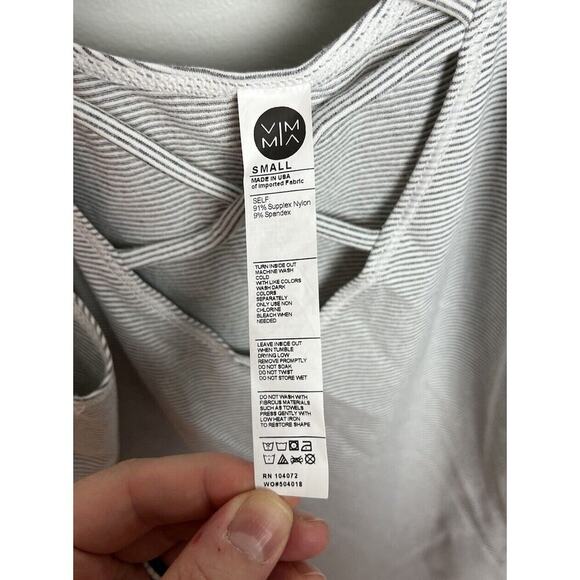 VIM
MIA
SMALL
MADE IN USA
of Imported Fabric
SELF
91% Supplex Nylon
9% Spandex
TURN INSIDE OUT
MACHINE WASH
COLD
WITH LIKE COLORS
WASH DARK
COLORS
SEPARATELY
ONLY USE NON
CHLORINE
BLEACH WHEN
NEEDED
LEAVE INSIDE OUT
WHEN TUMBLE
DRYING LOW
REMOVE PROMPTLY
DO NOT SOAK
DO NOT TWIST
DO NOT STORE WET
DO NOT WASH WITH
FIBROUS MATERIALS
SUCH AS TOWELS
PRESS GENTLY WITH
LOW HEAT IRON
TO RESTORE SHAPE
RN 104072
WO#504018